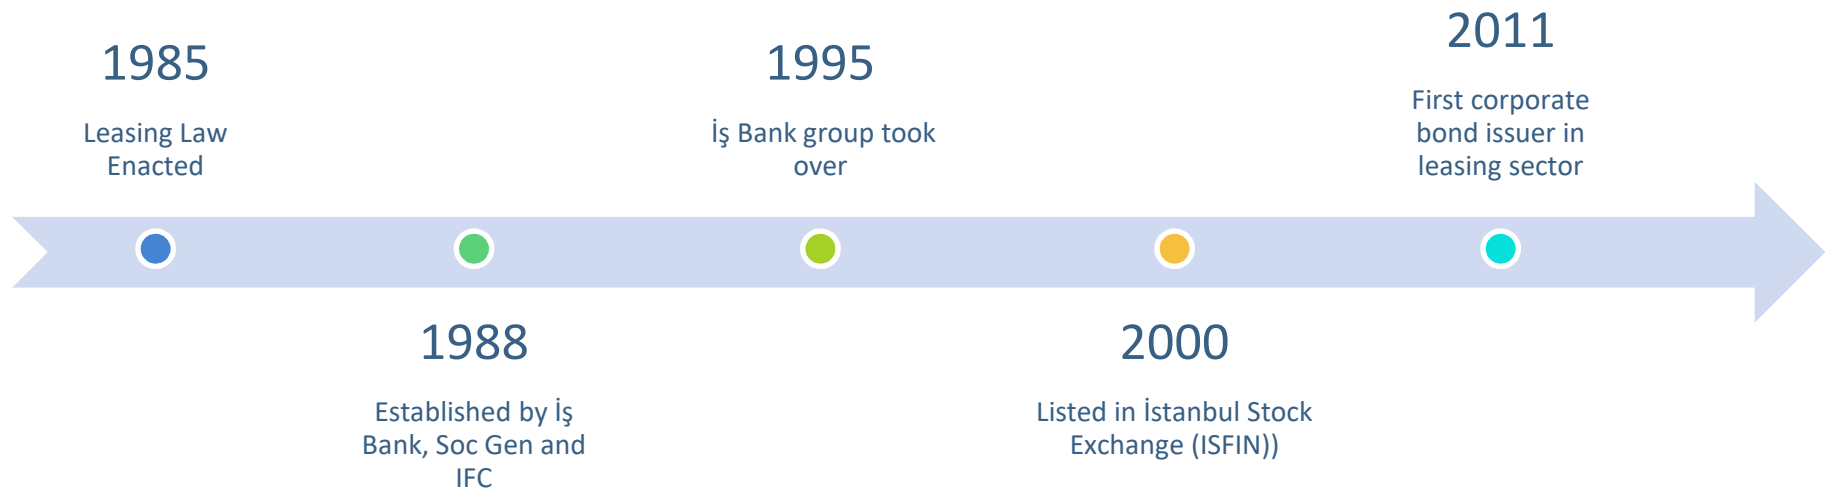 1985
Leasing Law
Enacted
1988
Established by İş
Bank, Soc Gen and
IFC
1995
İş Bank group took
over
2000
Listed in İstanbul Stock
Exchange (ISFIN))
2011
First corporate
bond issuer in
leasing sector